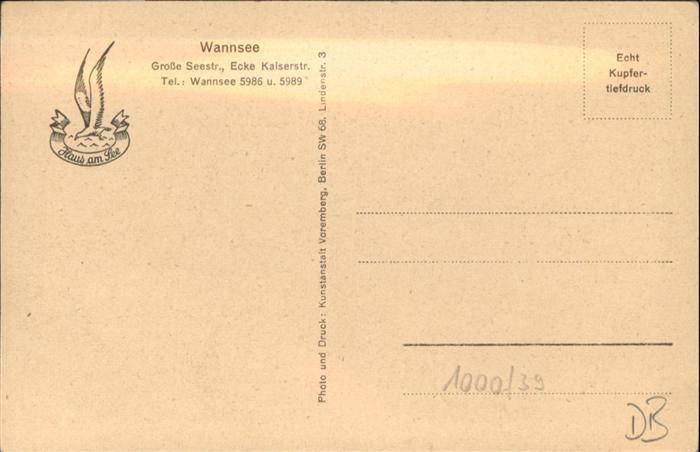 Wannsee
Große Seestr., Ecke Kaiserstr.
Tel.: Wannsee 5986 u. 5989
Haus am See
Photo und Druck: Kunstanstalt Voremberg, Berlin SW 68, Lindenstr. 3
Echt
Kupfer-
tiefdruck
1000/39
DB